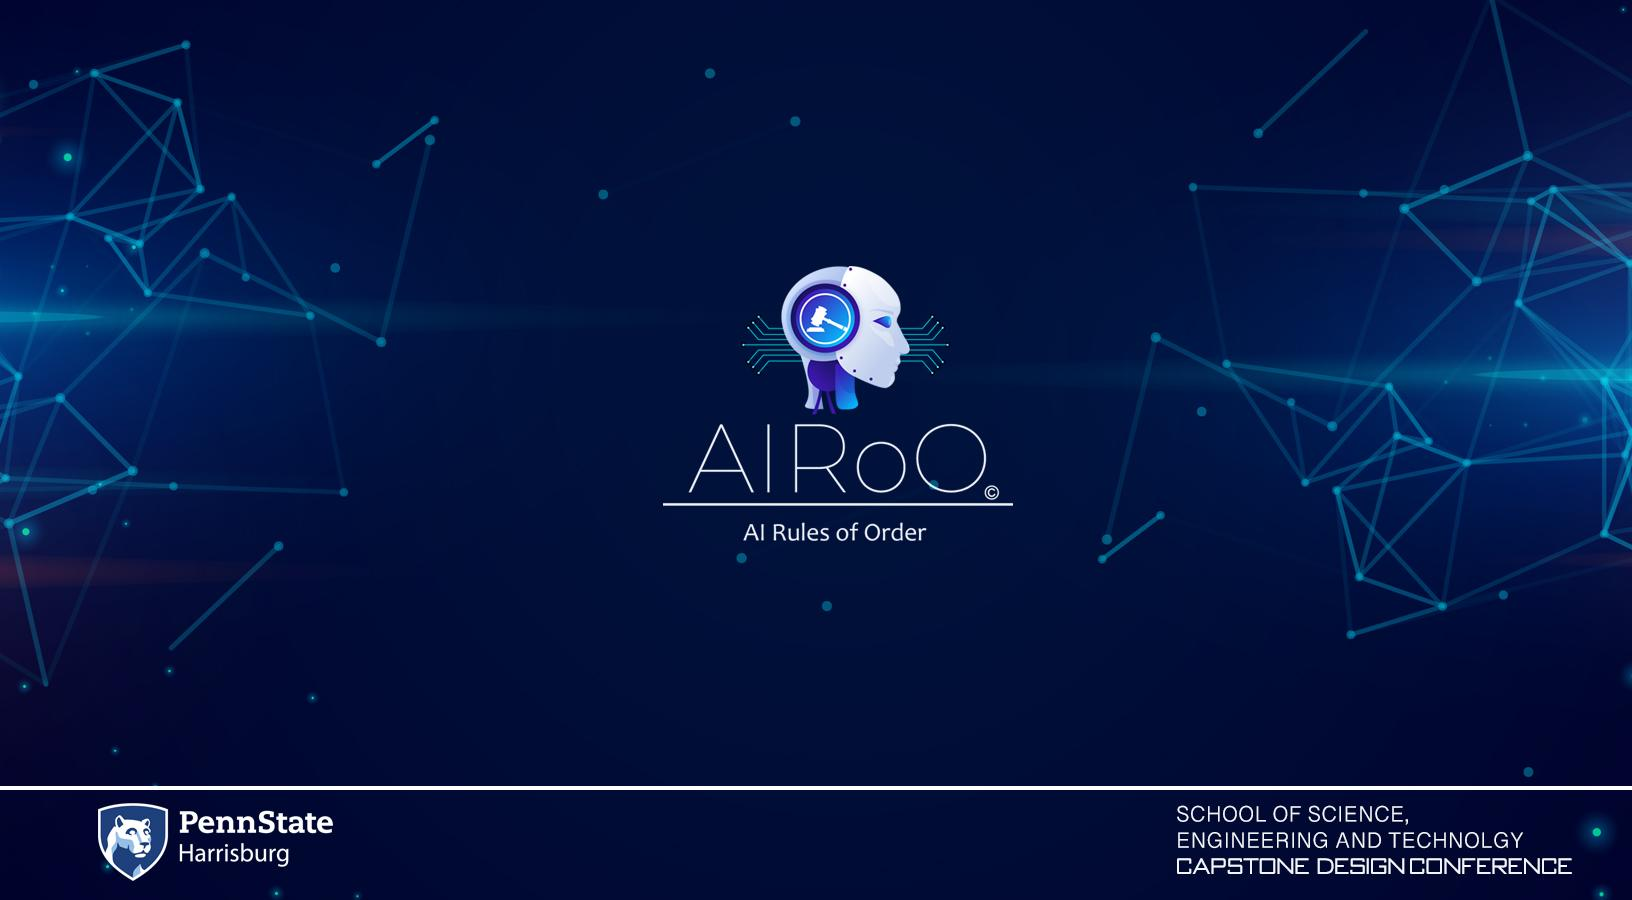 AIRoO©
AI Rules of Order
PennState
Harrisburg
SCHOOL OF SCIENCE,
ENGINEERING AND TECHNOLGY
CAPSTONE DESIGN CONFERENCE